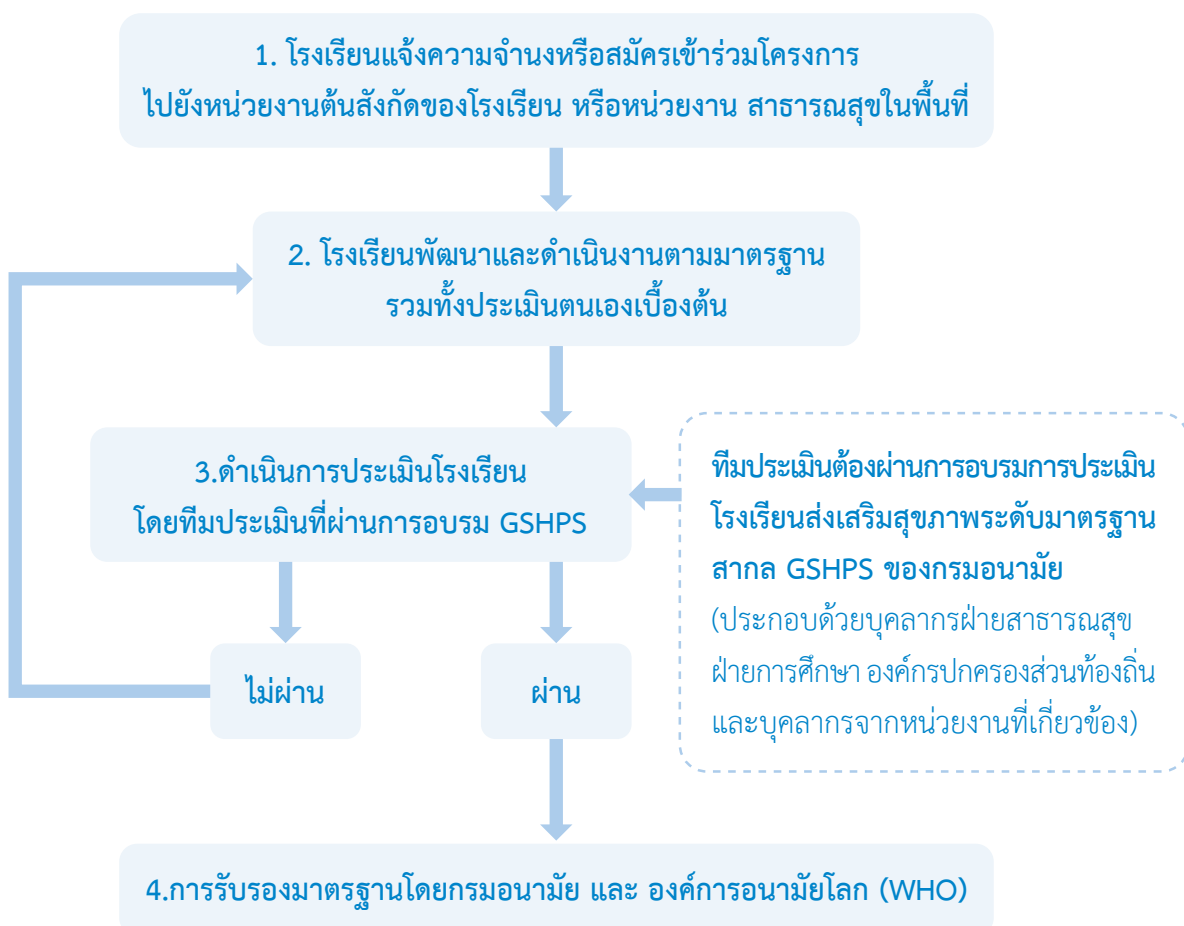 1. โรงเรียนแจ้งความจำนงหรือสมัครเข้าร่วมโครงการ
ไปยังหน่วยงานต้นสังกัดของโรงเรียน หรือหน่วยงาน สาธารณสุขในพื้นที่
2. โรงเรียนพัฒนาและดำเนินงานตามมาตรฐาน
รวมทั้งประเมินตนเองเบื้องต้น
3.ดำเนินการประเมินโรงเรียน
โดยทีมประเมินที่ผ่านการอบรม GSHPS
ทีมประเมินต้องผ่านการอบรมการประเมิน
โรงเรียนส่งเสริมสุขภาพระดับมาตรฐาน
สากล GSHPS ของกรมอนามัย
(ประกอบด้วยบุคลากรฝ่ายสาธารณสุข
ฝ่ายการศึกษา องค์กรปกครองส่วนท้องถิ่น
และบุคลากรจากหน่วยงานที่เกี่ยวข้อง)
ไม่ผ่าน
ผ่าน
4.การรับรองมาตรฐานโดยกรมอนามัย และ องค์การอนามัยโลก (WHO)